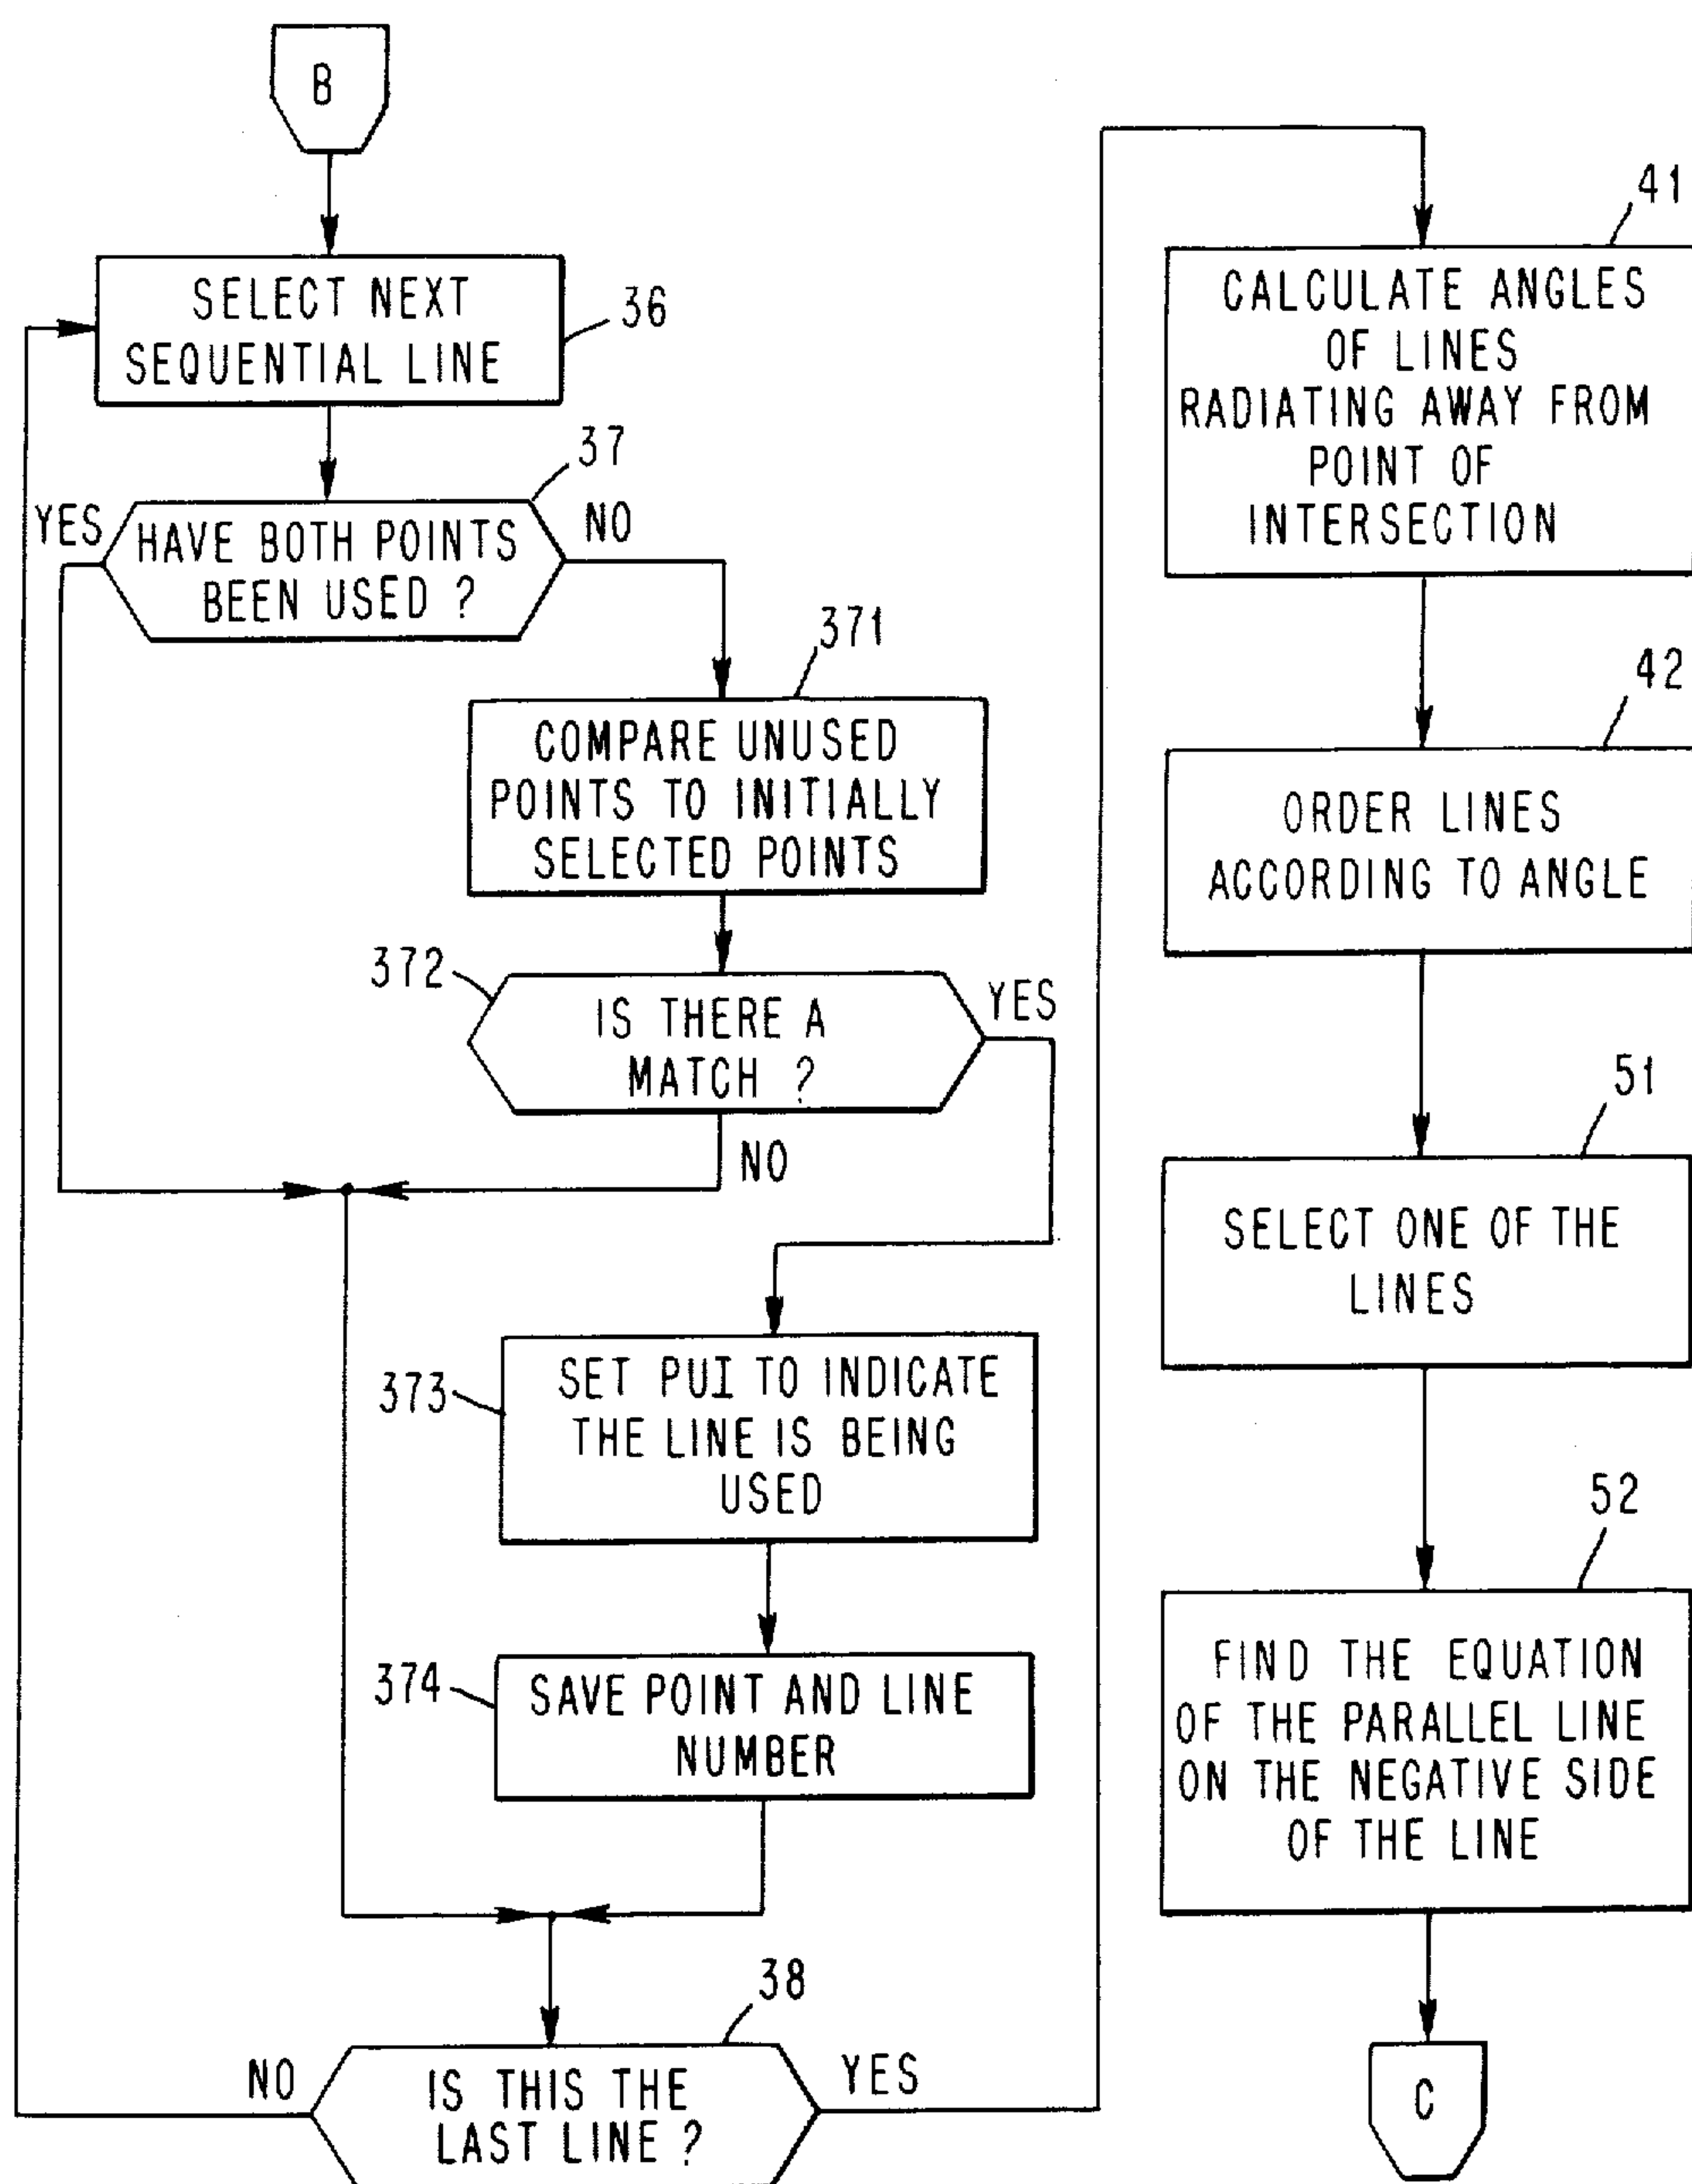 B
SELECT NEXT
SEQUENTIAL LINE
36
37
YES
HAVE BOTH POINTS
BEEN USED ?
NO
371
COMPARE UNUSED
POINTS TO INITIALLY
SELECTED POINTS
372
IS THERE A
MATCH ?
YES
NO
373
SET PUI TO INDICATE
THE LINE IS BEING
USED
374
SAVE POINT AND LINE
NUMBER
38
NO
IS THIS THE
LAST LINE ?
YES
41
CALCULATE ANGLES
OF LINES
RADIATING AWAY FROM
POINT OF
INTERSECTION
42
ORDER LINES
ACCORDING TO ANGLE
51
SELECT ONE OF THE
LINES
52
FIND THE EQUATION
OF THE PARALLEL LINE
ON THE NEGATIVE SIDE
OF THE LINE
C